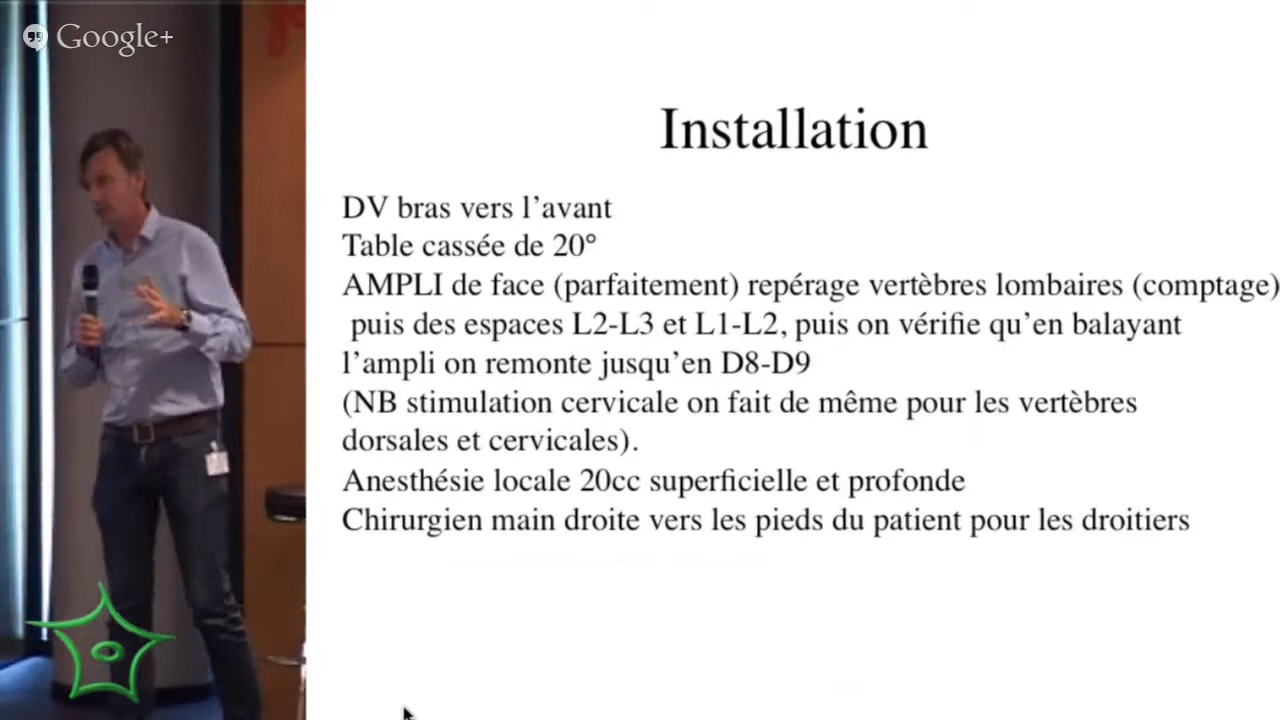 Google+
Installation
DV bras vers l’avant
Table cassée de 20°
AMPLI de face (parfaitement) repérage vertèbres lombaires (comptage)
puis des espaces L2-L3 et L1-L2, puis on vérifie qu’en balayant
l’ampli on remonte jusqu’en D8-D9
(NB stimulation cervicale on fait de même pour les vertèbres
dorsales et cervicales).
Anesthésie locale 20cc superficielle et profonde
Chirurgien main droite vers les pieds du patient pour les droitiers